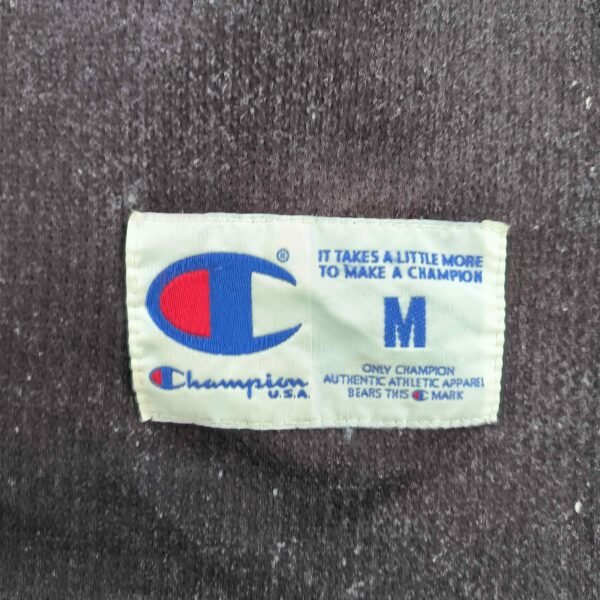 ®
Champion
U.S.A.
IT TAKES A LITTLE MORE
TO MAKE A CHAMPION
M
ONLY CHAMPION
AUTHENTIC ATHLETIC APPAREL
BEARS THIS C MARK